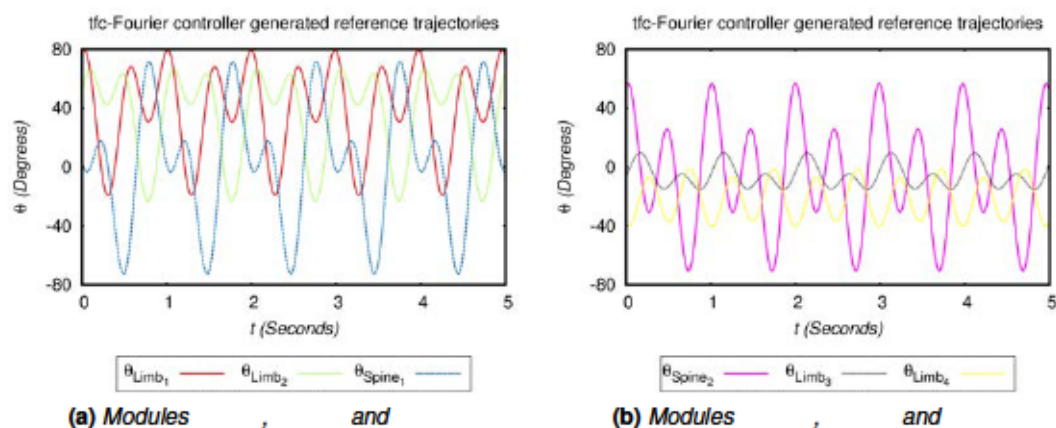 tfc-Fourier controller generated reference trajectories
80
40
0
-40
-80
θ (Degrees)
0 1 2 3 4 5
t (Seconds)
θLimb1 θLimb2 θSpine1
(a) Modules , and
tfc-Fourier controller generated reference trajectories
80
40
0
-40
-80
θ (Degrees)
0 1 2 3 4 5
t (Seconds)
θSpine2 θLimb3 θLimb4
(b) Modules , and